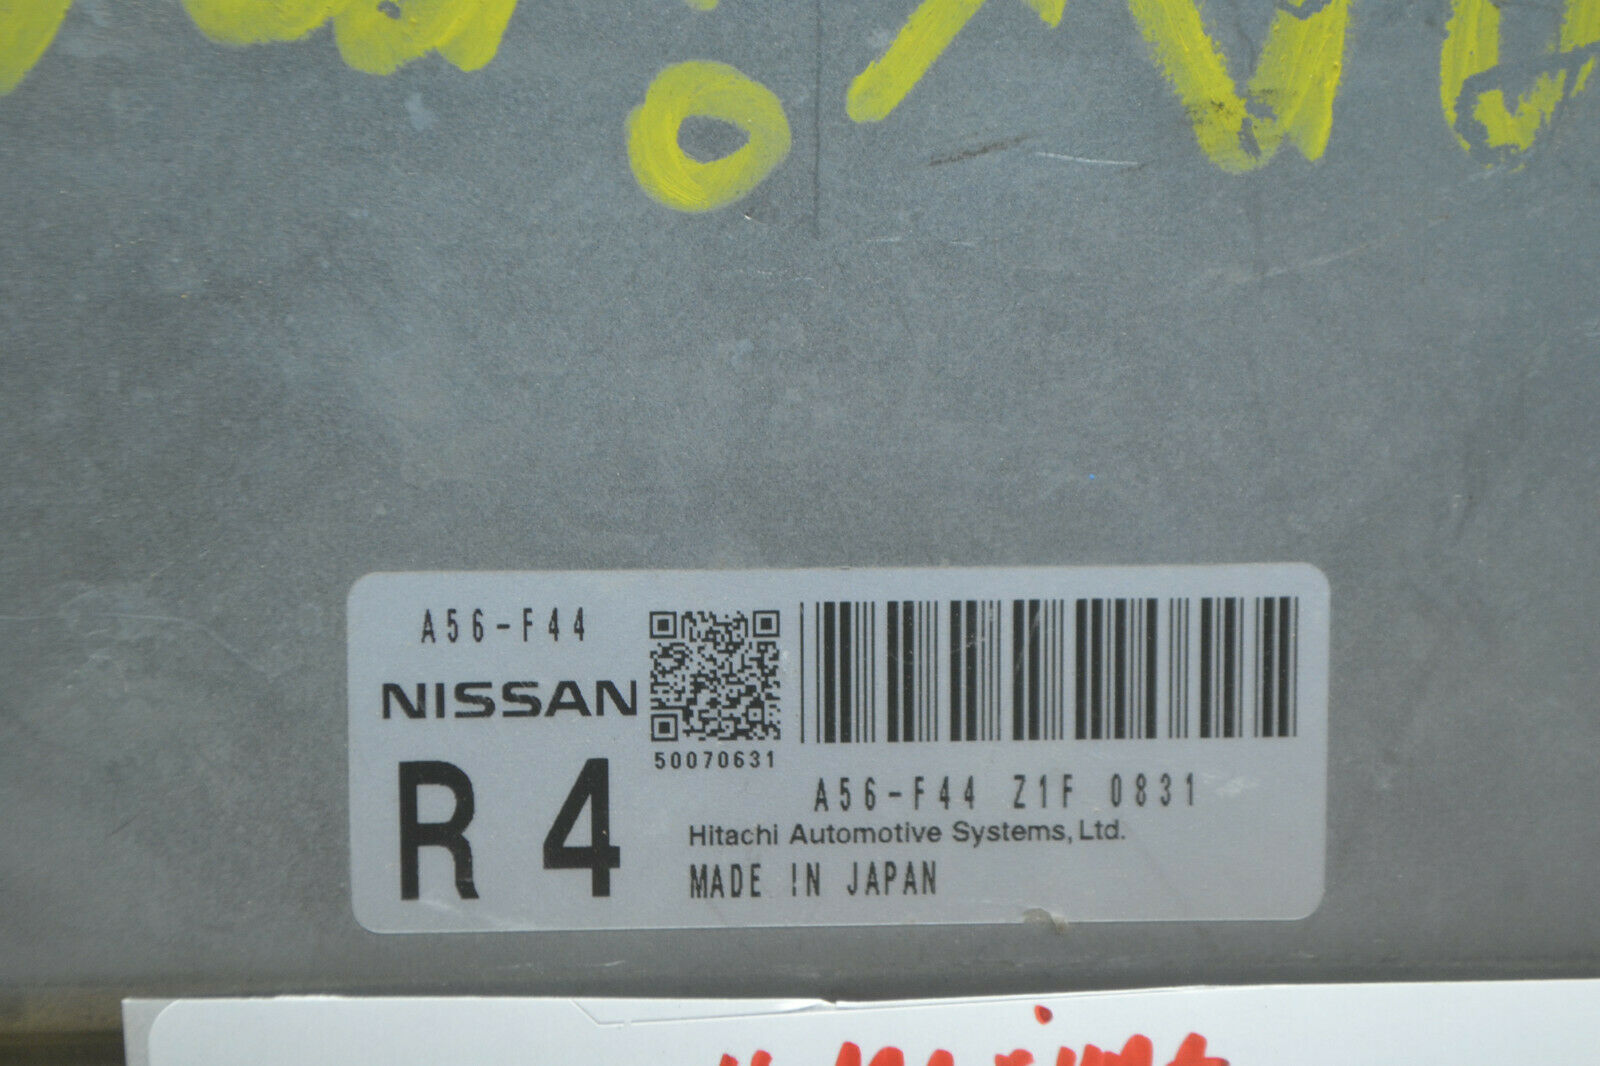 A56-F44
NISSAN
50070631
R 4
A56-F44 Z1F 0831
Hitachi Automotive Systems, Ltd.
MADE IN JAPAN